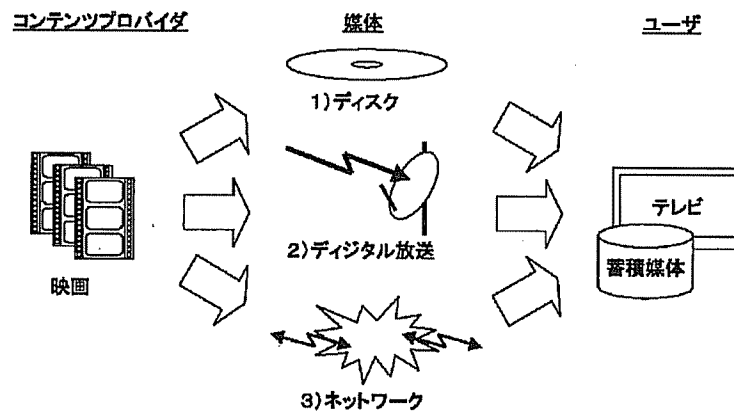 コンテンツプロバイダ
媒体
ユーザ
1)ディスク
テレビ
2)ディジタル放送
蓄積媒体
映画
3)ネットワーク